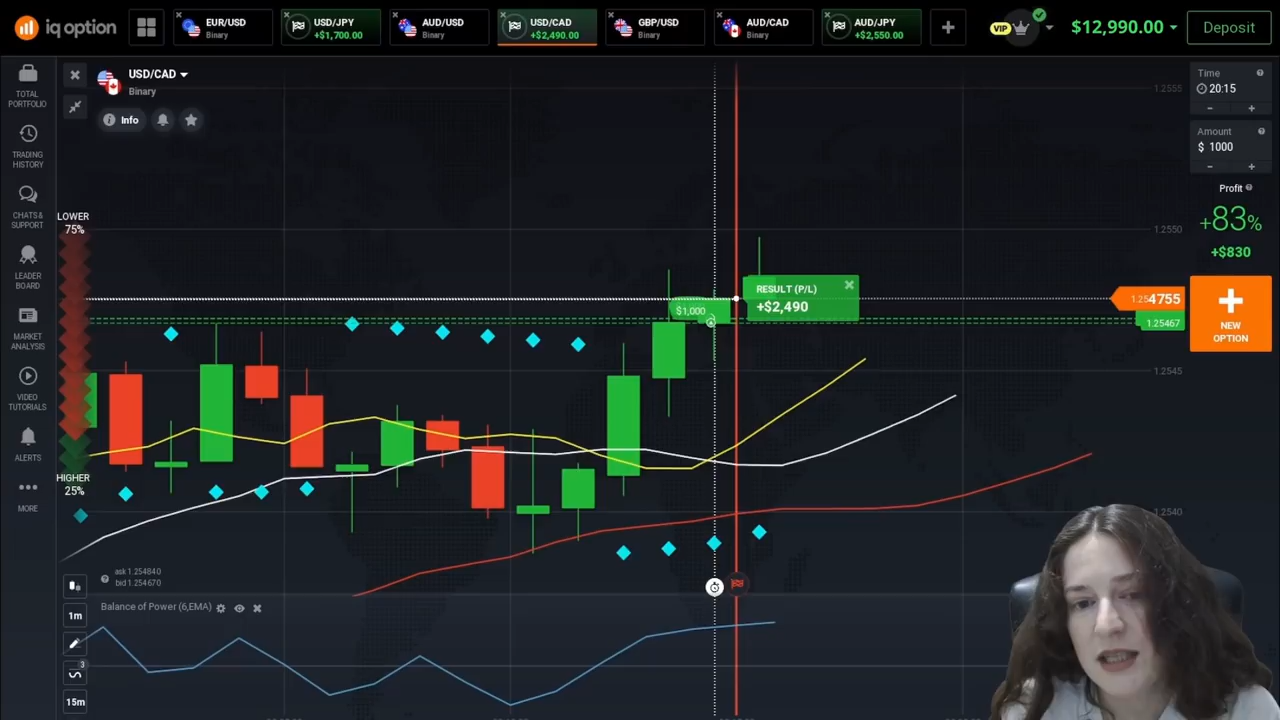 iq option
EUR/USD
Binary
USD/JPY
+$1,700.00
AUD/USD
Binary
USD/CAD
+$2,490.00
GBP/USD
Binary
AUD/CAD
Binary
AUD/JPY
+$2,550.00
VIP
$12,990.00
Deposit
TOTAL
PORTFOLIO
TRADING
HISTORY
CHATS &
SUPPORT
LEADER
BOARD
MARKET
ANALYSIS
VIDEO
TUTORIALS
ALERTS
MORE
USD/CAD
Binary
Info
LOWER
75%
HIGHER
25%
$1,000
RESULT (P/L)
+$2,490
1.2555
1.2550
1.254755
1.25467
1.2545
1.2540
Time
20:15
- +
Amount
$ 1000
- +
Profit
+83%
+$830
NEW
OPTION
ask 1.254840
bid 1.254670
Balance of Power (6,EMA)
1m
3
15m